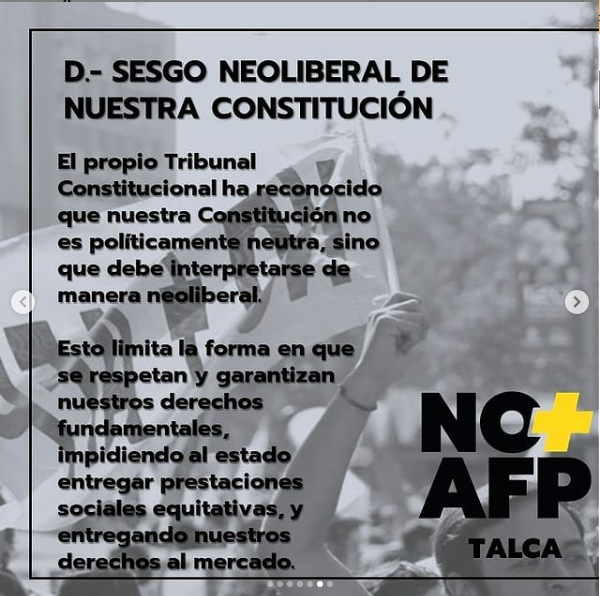 D.- SESGO NEOLIBERAL DE
NUESTRA CONSTITUCIÓN
El propio Tribunal
Constitucional ha reconocido
que nuestra Constitución no
es políticamente neutra, sino
que debe interpretarse de
manera neoliberal.
Esto limita la forma en que
se respetan y garantizan
nuestros derechos
fundamentales,
impidiendo al estado
entregar prestaciones
sociales equitativas, y
entregando nuestros
derechos al mercado.
NO+
AFP
TALCA